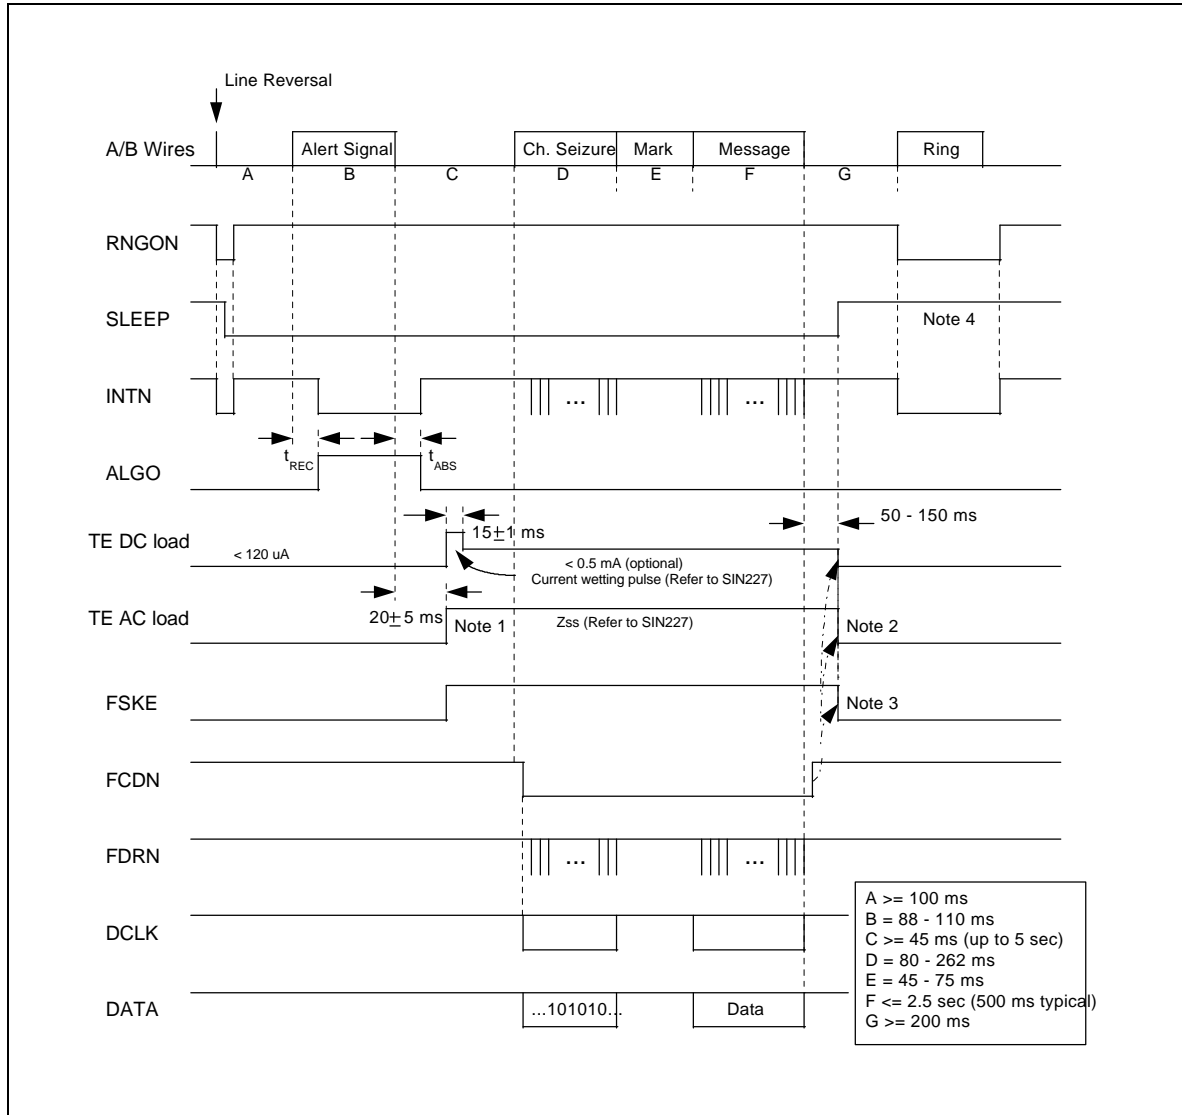 Line Reversal
A/B Wires
Alert Signal
Ch. Seizure
Mark
Message
Ring
A
B
C
D
E
F
G
RNGON
SLEEP
Note 4
INTN
...
...
tREC
tABS
ALGO
50 - 150 ms
15±1 ms
TE DC load
< 120 uA
< 0.5 mA (optional)
Current wetting pulse (Refer to SIN227)
20±5 ms
TE AC load
Note 1
Zss (Refer to SIN227)
Note 2
FSKE
Note 3
FCDN
FDRN
...
...
DCLK
DATA
...101010...
Data
A >= 100 ms
B = 88 - 110 ms
C >= 45 ms (up to 5 sec)
D = 80 - 262 ms
E = 45 - 75 ms
F <= 2.5 sec (500 ms typical)
G >= 200 ms